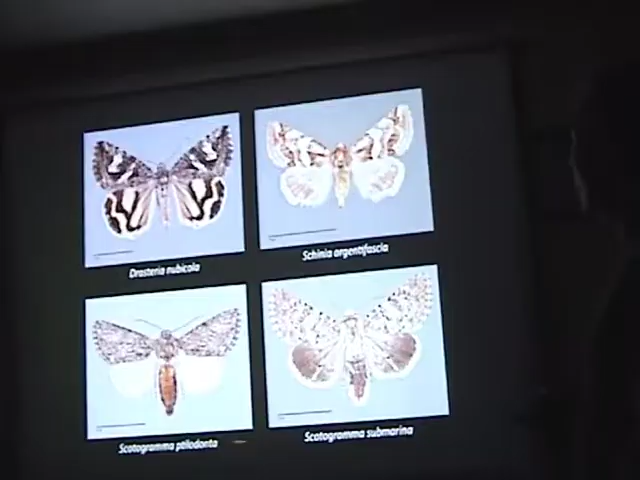 Drasteria nubicola
Schinia argentifascia
Scotogramma ptilodonta
Scotogramma submarina